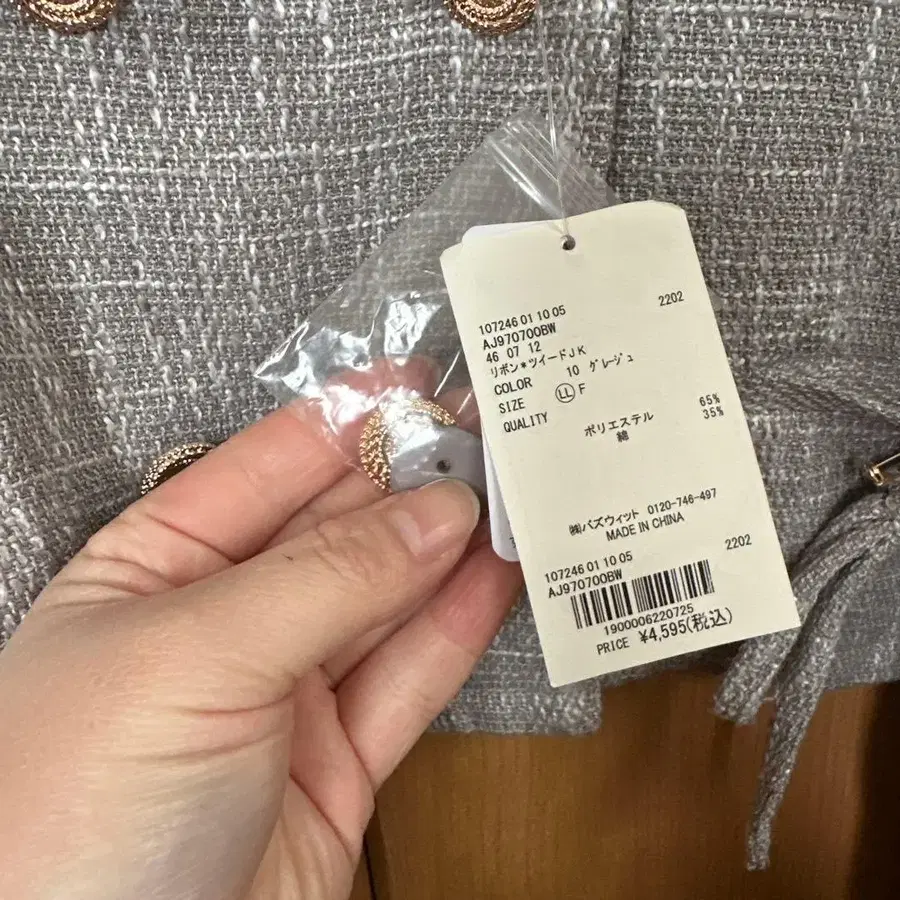 107246 01 10 05 2202
AJ970700BW
46 07 12
リボン*ツイードJK
COLOR 10 グレージュ
SIZE LL F
QUALITY
ポリエステル 65%
綿 35%
㈱バズウィット 0120-746-497
MADE IN CHINA
107246 01 10 05 2202
AJ970700BW
1900006220725
PRICE ¥4,595(税込)